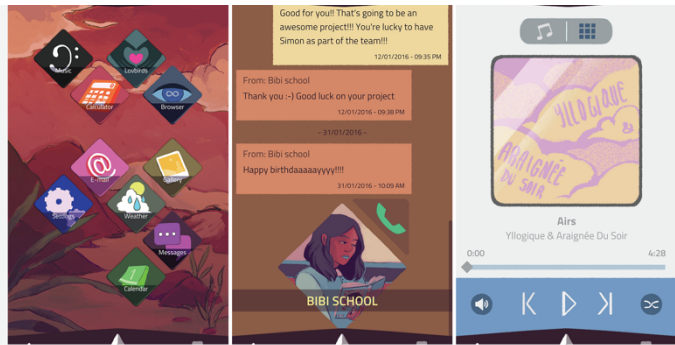 Music
Lovbirds
Calculator
Browser
E-mail
Gallery
Settings
Weather
Messages
1
Calendar
Good for you!! That's going to be an
awesome project!!! You're lucky to have
Simon as part of the team!!!
12/01/2016 - 09:35 PM
From: Bibi school
Thank you :-) Good luck on your project
12/01/2016 - 09:38 PM
- 31/01/2016 -
From: Bibi school
Happy birthdaaaaayyyy!!!!
31/01/2016 - 10:09 AM
BIBI SCHOOL
YLLOGIQUE
&
ARAIGNÉE
DU SOIR
Airs
Yllogique & Araignée Du Soir
0:00
4:28